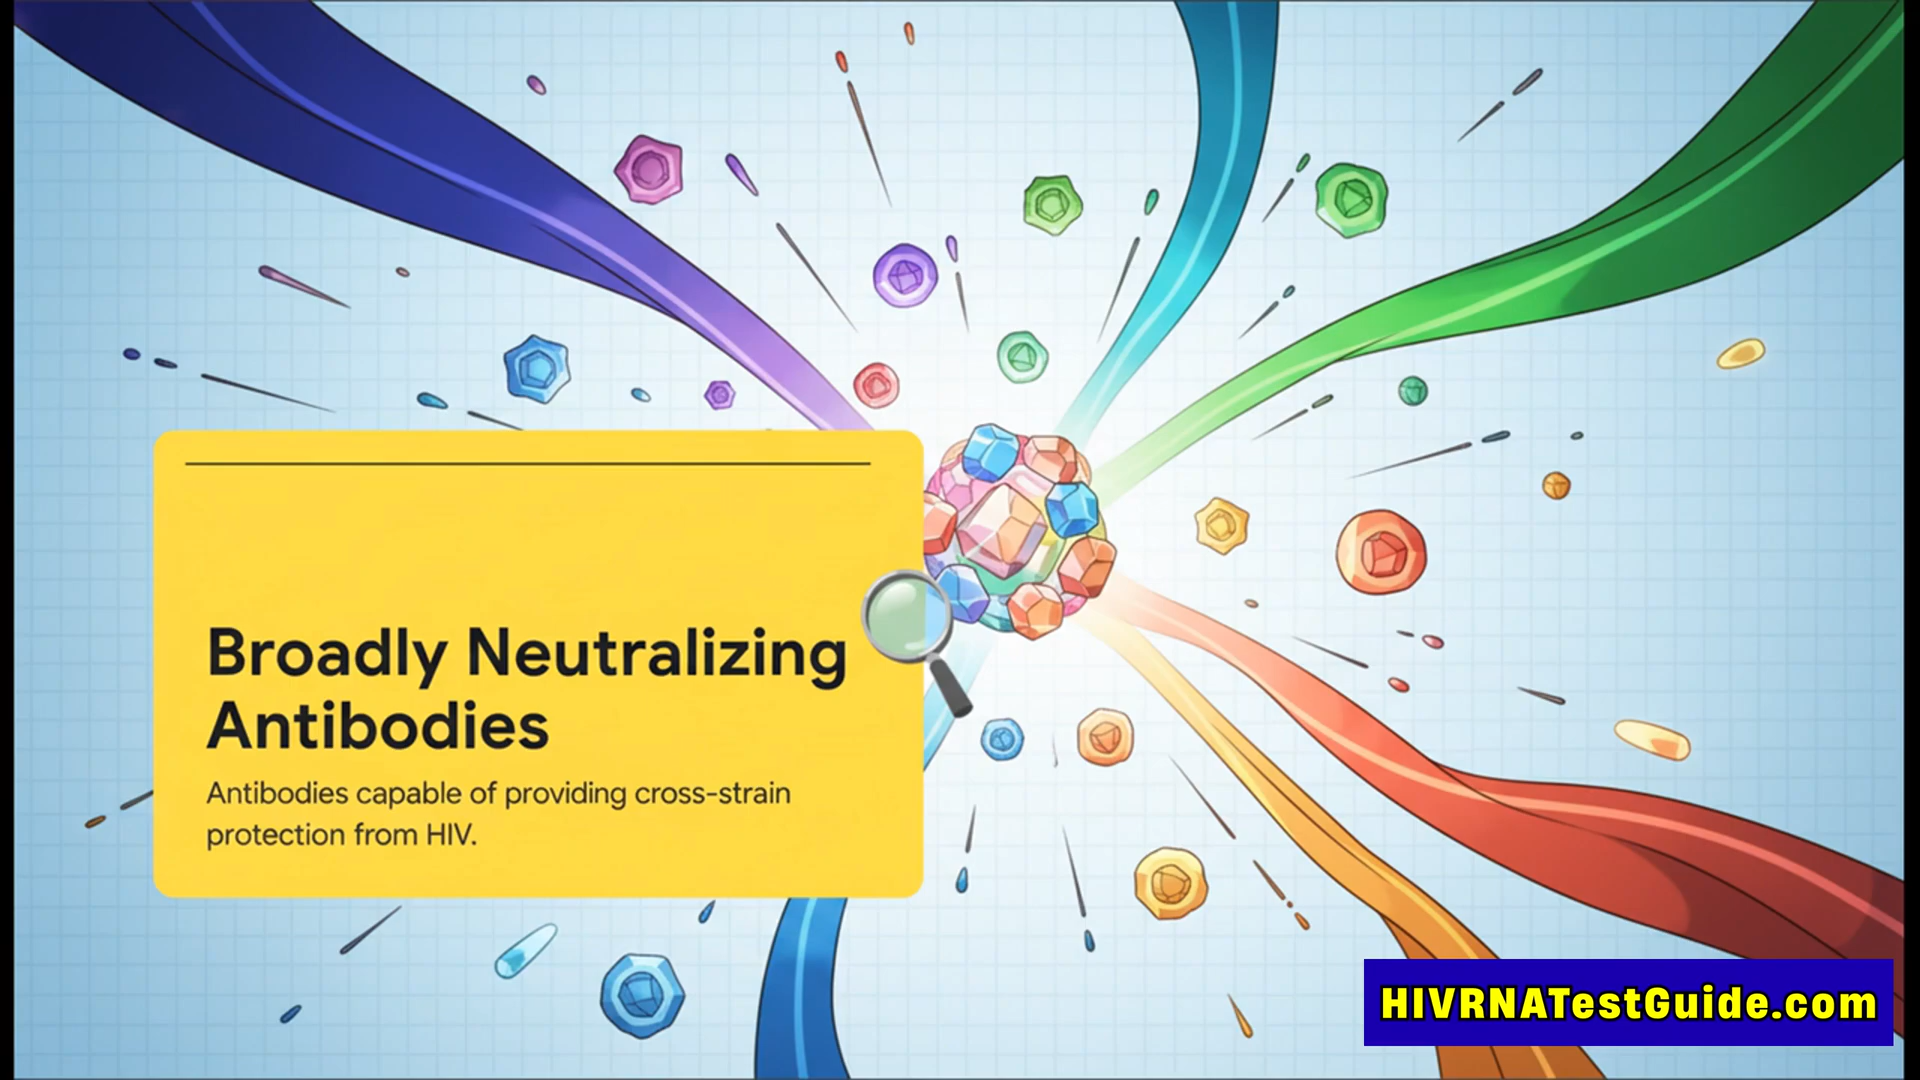 Broadly Neutralizing
Antibodies
Antibodies capable of providing cross-strain
protection from HIV.
HIVRNATestGuide.com